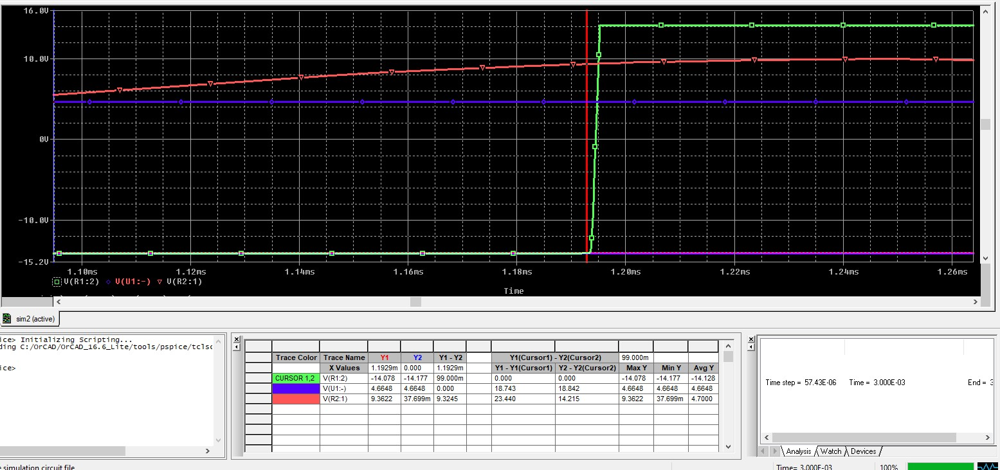 16.0V
10.0V
0V
-10.0V
-15.2V
1.10ms 1.12ms 1.14ms 1.16ms 1.18ms 1.20ms 1.22ms 1.24ms 1.26ms
V(R1:2) V(U1:-) V(R2:1)
Time
sim2 (active)
ice> Initializing Scripting...
ding C:/OrCAD/OrCAD_16.6_Lite/tools/pspice/tclsc
ice>
Trace Color Trace Name Y1 Y2 Y1 - Y2 Y1(Cursor1) - Y2(Cursor2) 99.000m
X Values 1.1929m 0.000 1.1929m Y1 - Y1(Cursor1) Y2 - Y2(Cursor2) Max Y Min Y Avg Y
CURSOR 1,2 V(R1:2) -14.078 -14.177 99.000m 0.000 0.000 -14.078 -14.177 -14.128
V(U1:-) 4.6648 4.6648 0.000 18.743 18.842 4.6648 4.6648 4.6648
V(R2:1) 9.3622 37.699m 9.3245 23.440 14.215 9.3622 37.699m 4.7000
Time step = 57.43E-06 Time = 3.000E-03 End = 3
Analysis Watch Devices
e simulation circuit file
Time= 3.000E-03 100%